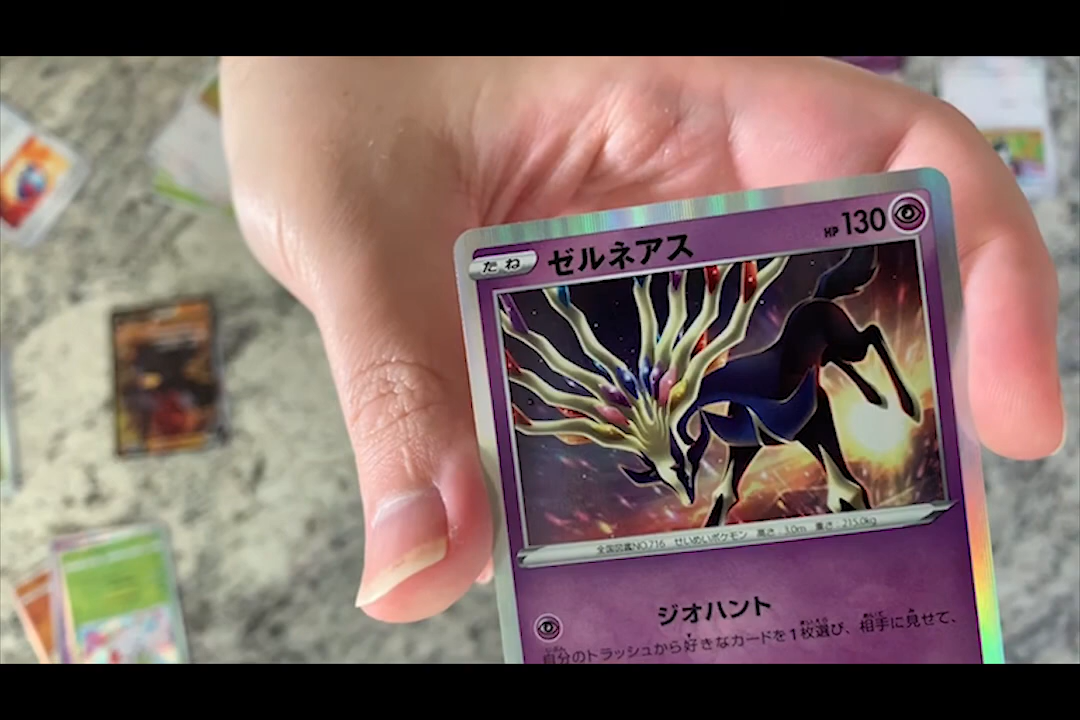 たね ゼルネアス HP130
全国図鑑NO.716 せいめいポケモン 高さ:3.0m 重さ:215.0kg
ジオハント
自分のトラッシュから好きなカードを1枚選び、相手に見せて、